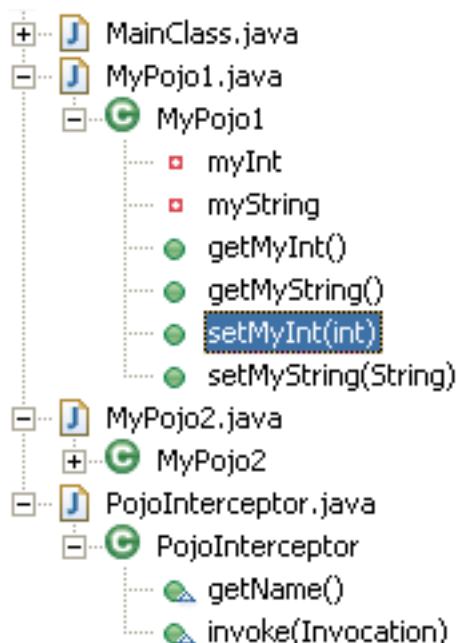 MainClass.java
MyPojo1.java
MyPojo1
myInt
myString
getMyInt()
getMyString()
setMyInt(int)
setMyString(String)
MyPojo2.java
MyPojo2
PojoInterceptor.java
PojoInterceptor
getName()
invoke(Invocation)